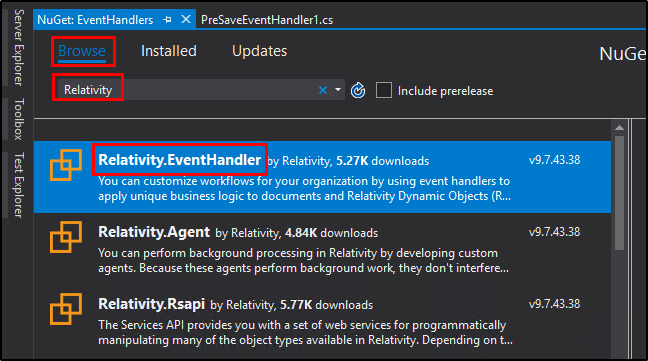 NuGet: EventHandlers
PreSaveEventHandler1.cs
Server Explorer
Toolbox
Test Explorer
Browse
Installed
Updates
NuGe
Relativity
Include prerelease
Relativity.EventHandler by Relativity, 5.27K downloads
v9.7.43.38
You can customize workflows for your organization by using event handlers to
apply unique business logic to documents and Relativity Dynamic Objects (R...
Relativity.Agent by Relativity, 4.84K downloads
v9.7.43.38
You can perform background processing in Relativity by developing custom
agents. Because these agents perform background work, they don't interfere...
Relativity.Rsapi by Relativity, 5.77K downloads
v9.7.43.38
The Services API provides you with a set of web services for programmatically
manipulating many of the object types available in Relativity. Depending on t...